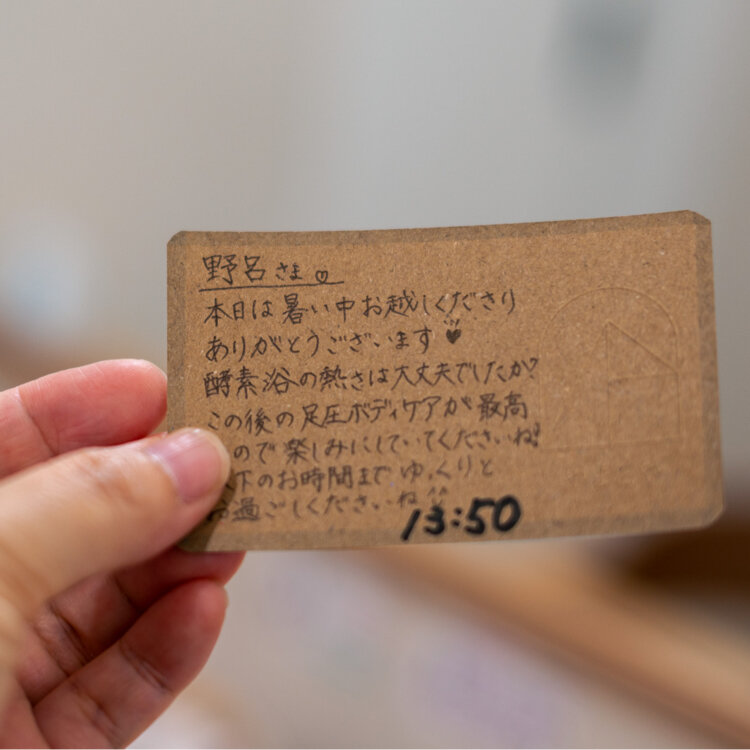 野呂さま♡
本日は暑い中お越しくださり
ありがとうございます♥
酵素浴の熱さは大丈夫でしたか?
この後の足圧ボディケアが最高
ので楽しみにしていてくださいね!
下のお時間まで ゆっくりと
お過ごしくださいね^^
13:50